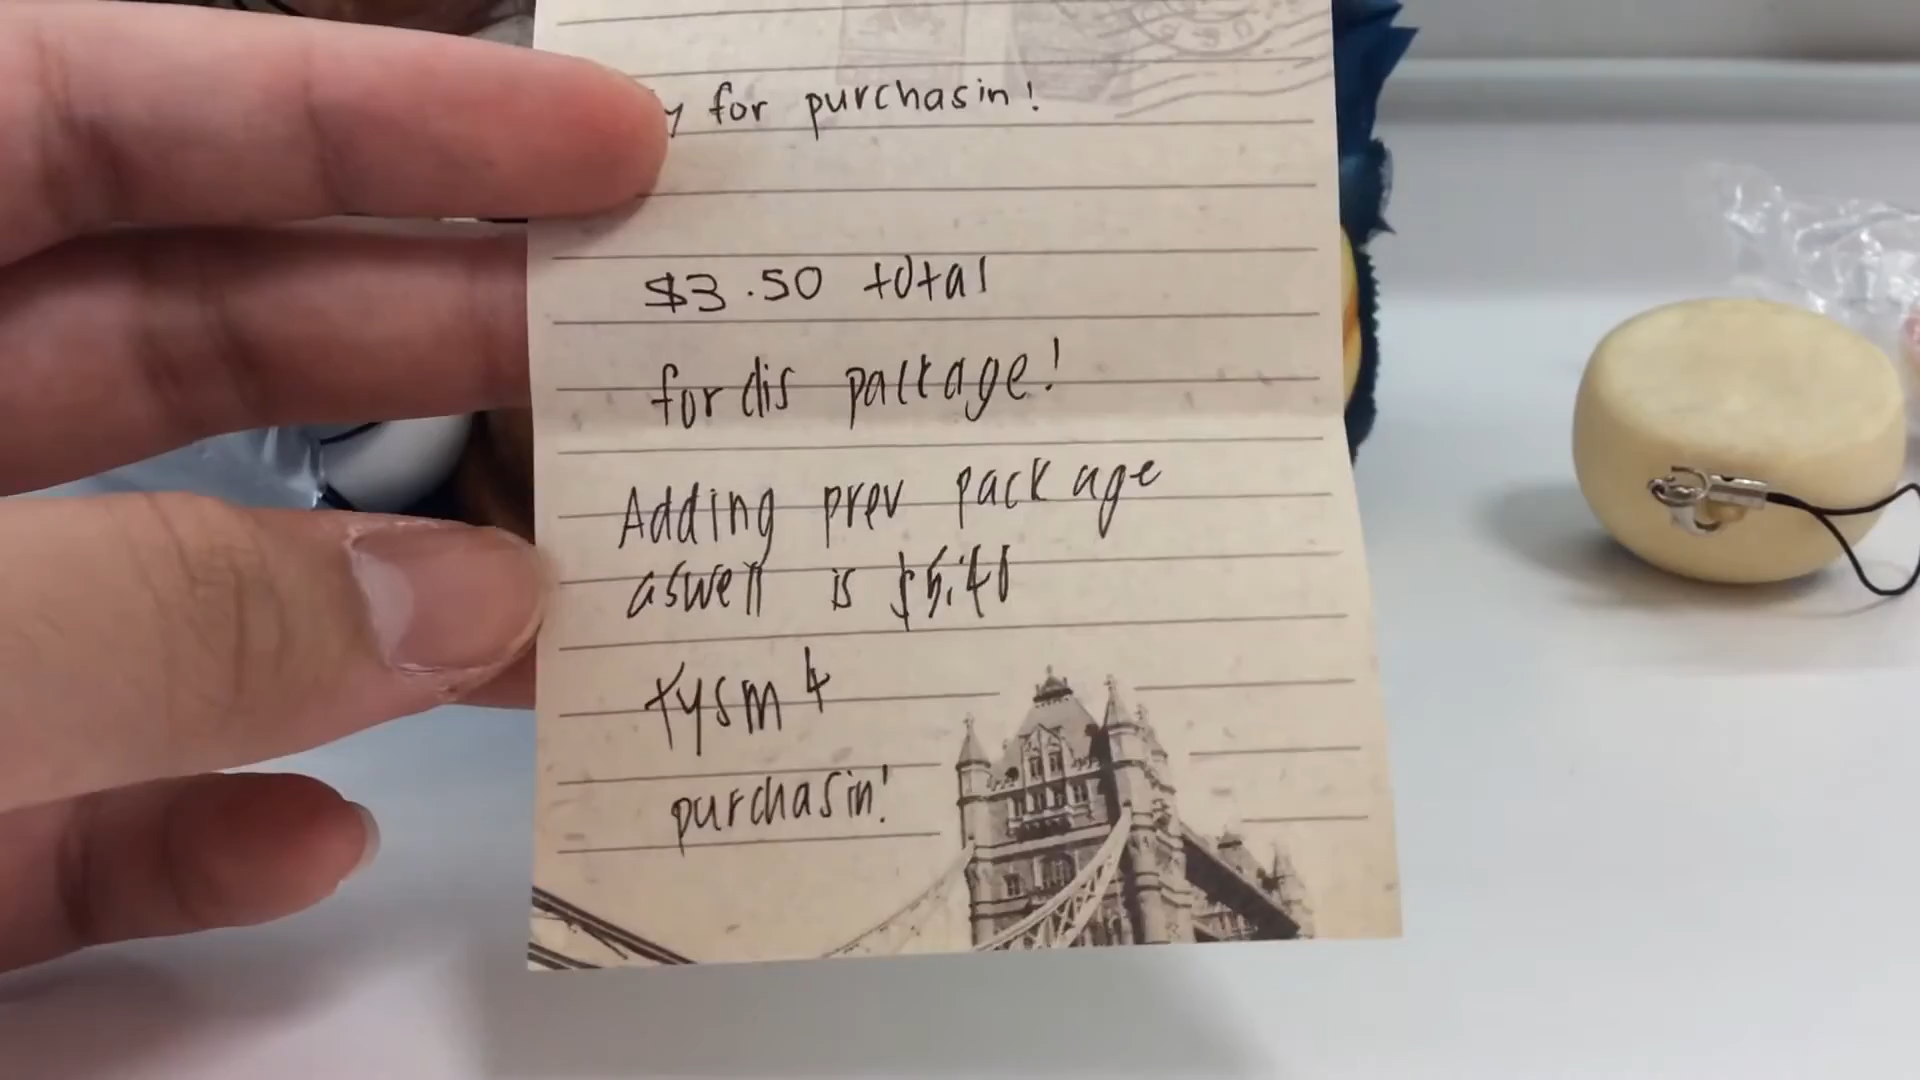 y for purchasin!
$3.50 total
for dis package!
Adding prev package
aswell is
tysm 4
purchasin!